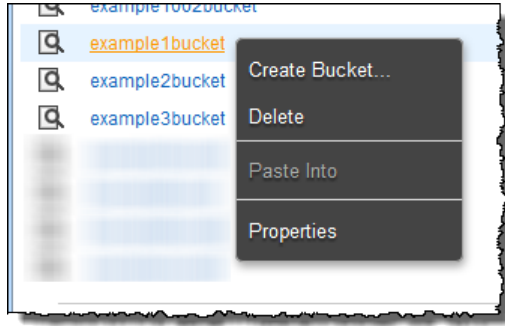 example1002bucket
example1bucket
example2bucket
example3bucket
Create Bucket...
Delete
Paste Into
Properties